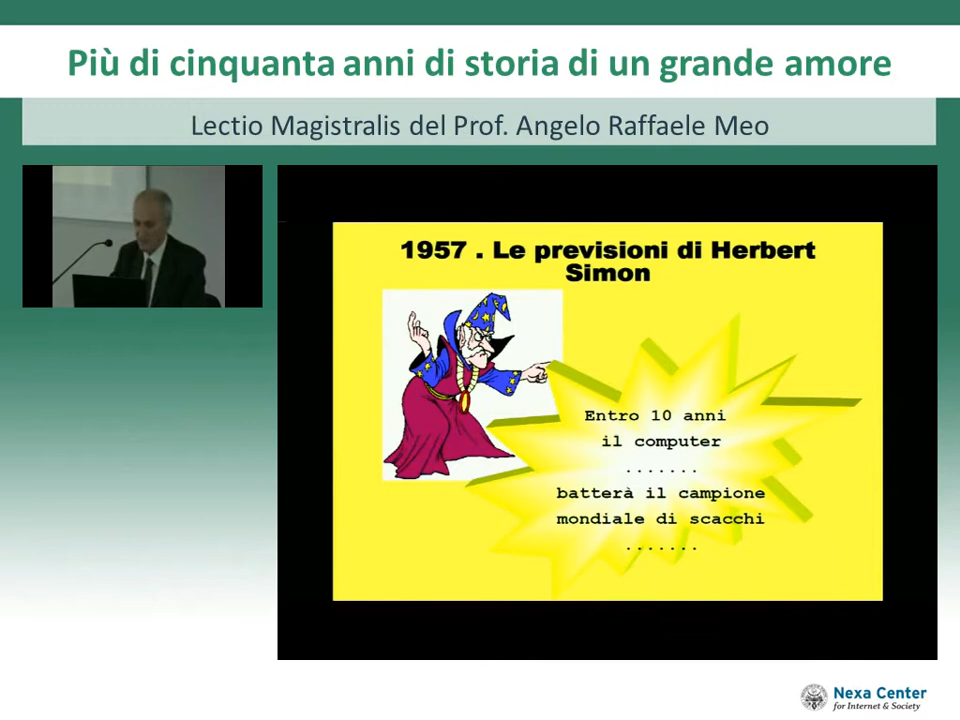 Più di cinquanta anni di storia di un grande amore
Lectio Magistralis del Prof. Angelo Raffaele Meo
1957 . Le previsioni di Herbert
Simon
Entro 10 anni
il computer
.......
batterà il campione
mondiale di scacchi
.......
Nexa Center
for Internet & Society